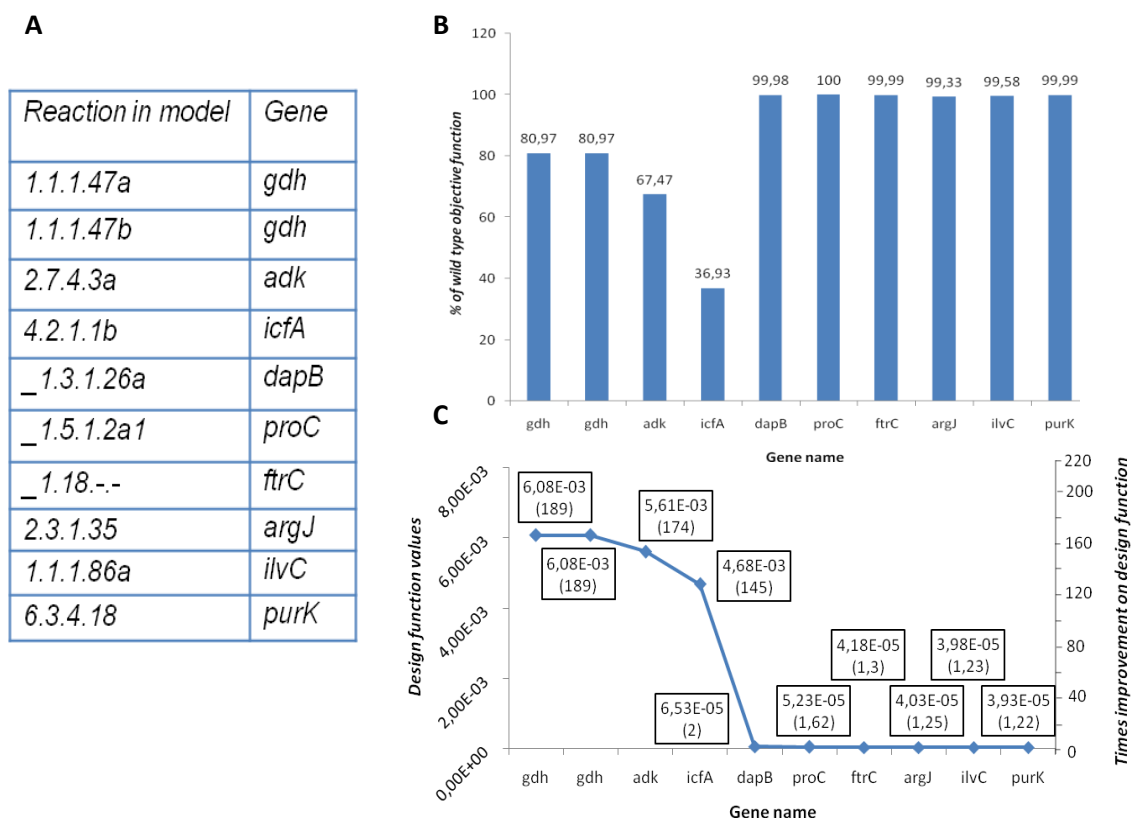 A
Reaction in model Gene
1.1.1.47a gdh
1.1.1.47b gdh
2.7.4.3a adk
4.2.1.1b icfA
_1.3.1.26a dapB
_1.5.1.2a1 proC
_1.18.-.- ftrC
2.3.1.35 argJ
1.1.1.86a ilvC
6.3.4.18 purK
B
% of wild type objective function
120
100
80
60
40
20
0
80,97 80,97 67,47 36,93 99,98 100 99,99 99,33 99,58 99,99
gdh gdh adk icfA dapB proC ftrC argJ ilvC purK
Gene name
C
Design function values
8,00E-03
6,00E-03
4,00E-03
2,00E-03
0,00E+00
6,08E-03
(189)
6,08E-03
(189)
5,61E-03
(174)
4,68E-03
(145)
6,53E-05
(2)
5,23E-05
(1,62)
4,18E-05
(1,3)
4,03E-05
(1,25)
3,98E-05
(1,23)
3,93E-05
(1,22)
220
200
160
120
80
40
0
Times improvement on design function
gdh gdh adk icfA dapB proC ftrC argJ ilvC purK
Gene name